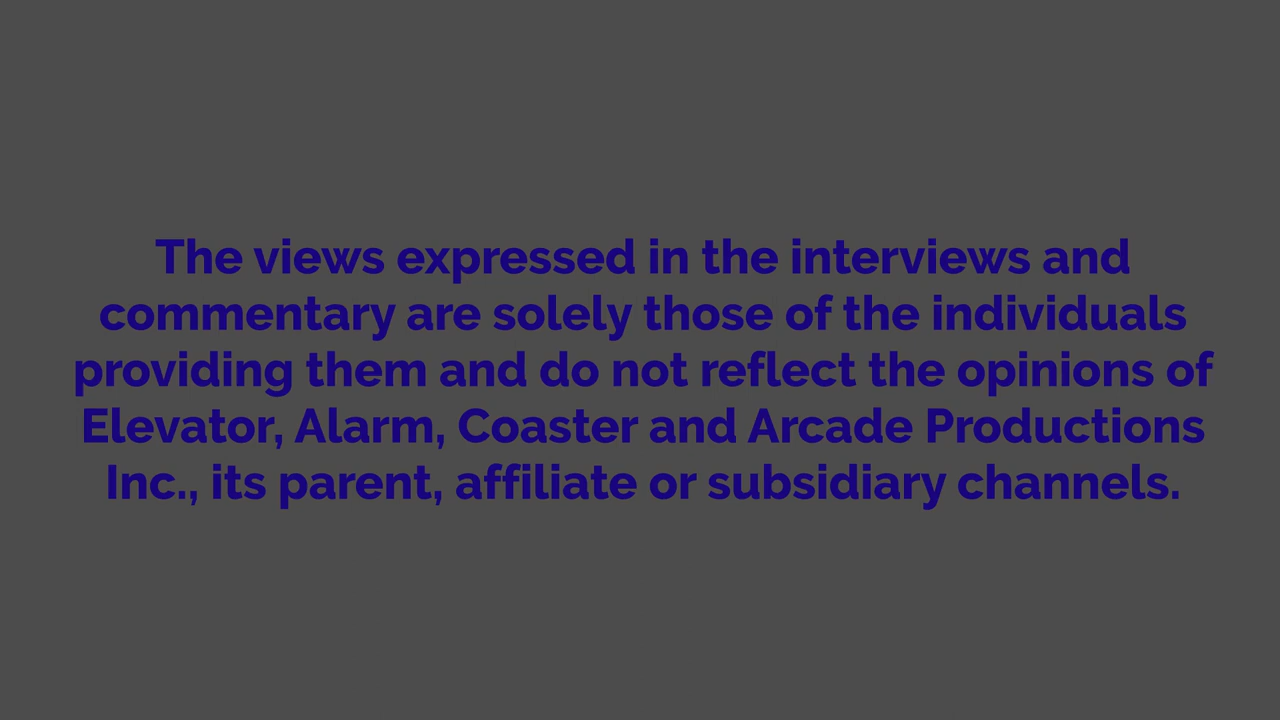 The views expressed in the interviews and
commentary are solely those of the individuals
providing them and do not reflect the opinions of
Elevator, Alarm, Coaster and Arcade Productions
Inc., its parent, affiliate or subsidiary channels.